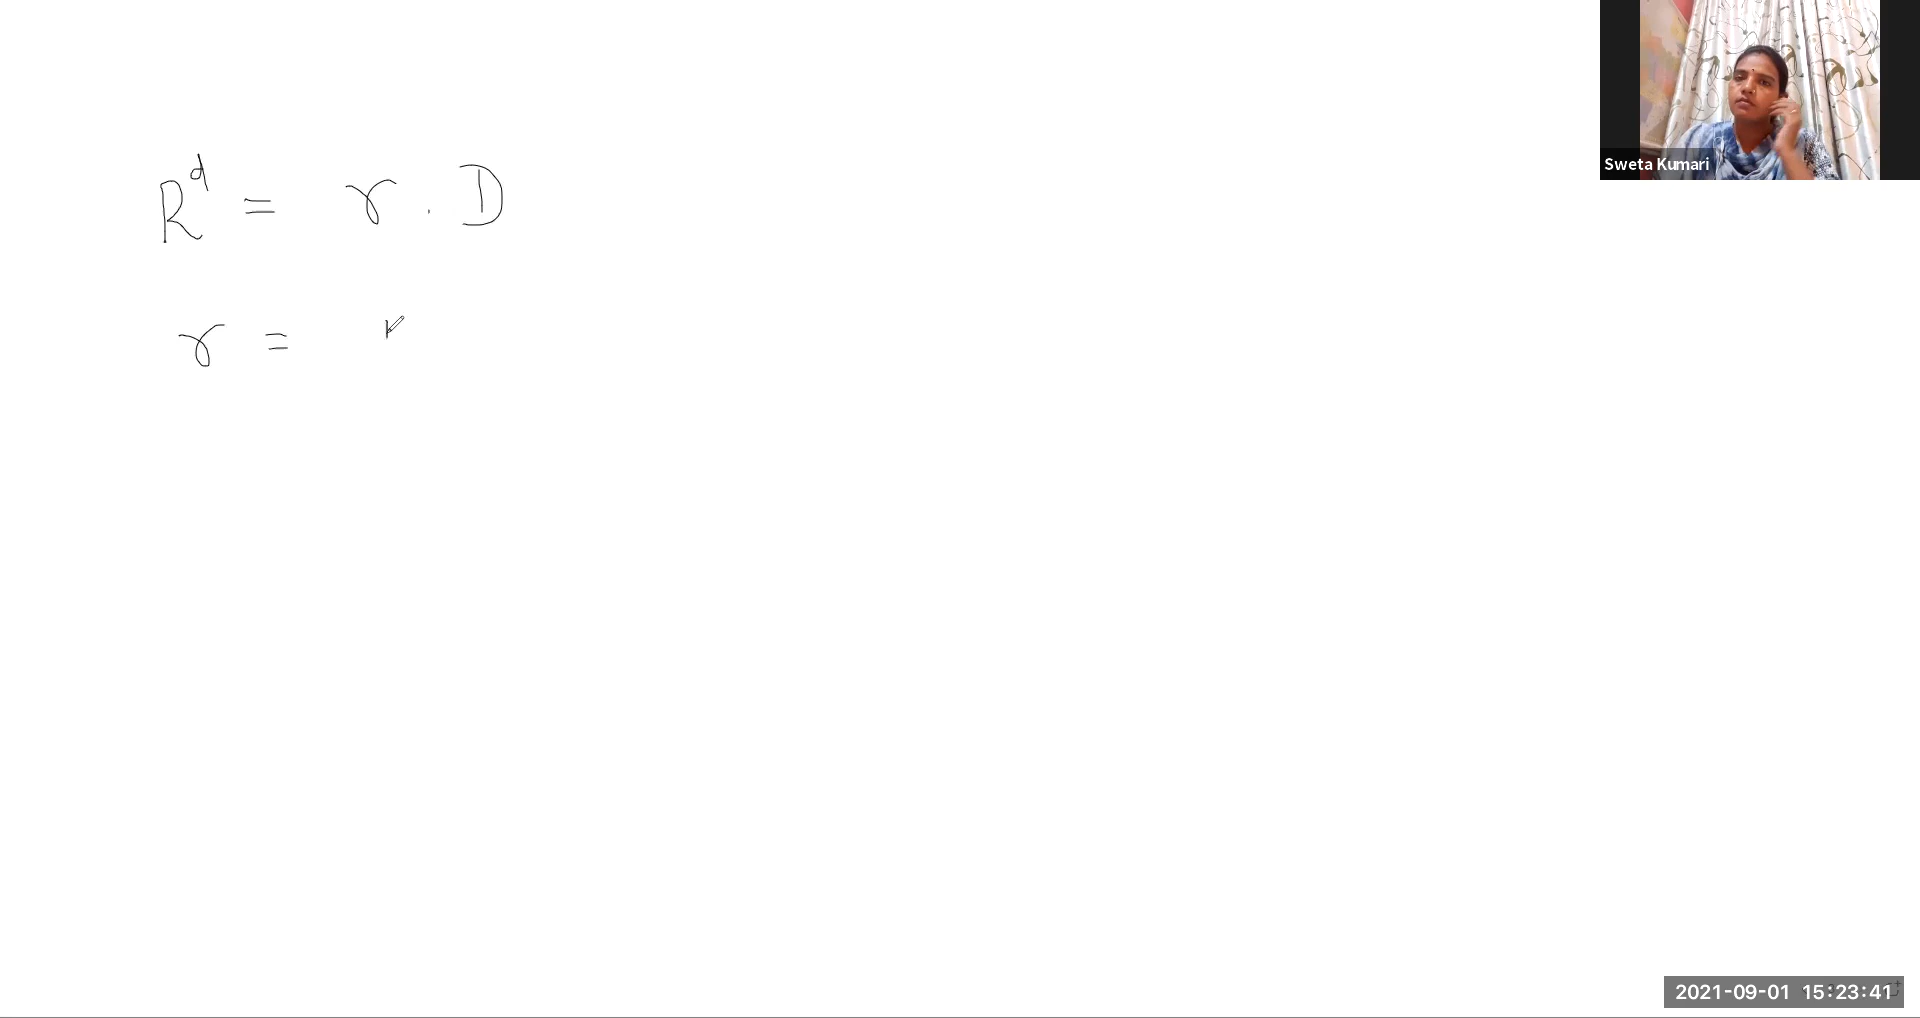 R^d = r . D
r =
Sweta Kumari
2021-09-01 15:23:41